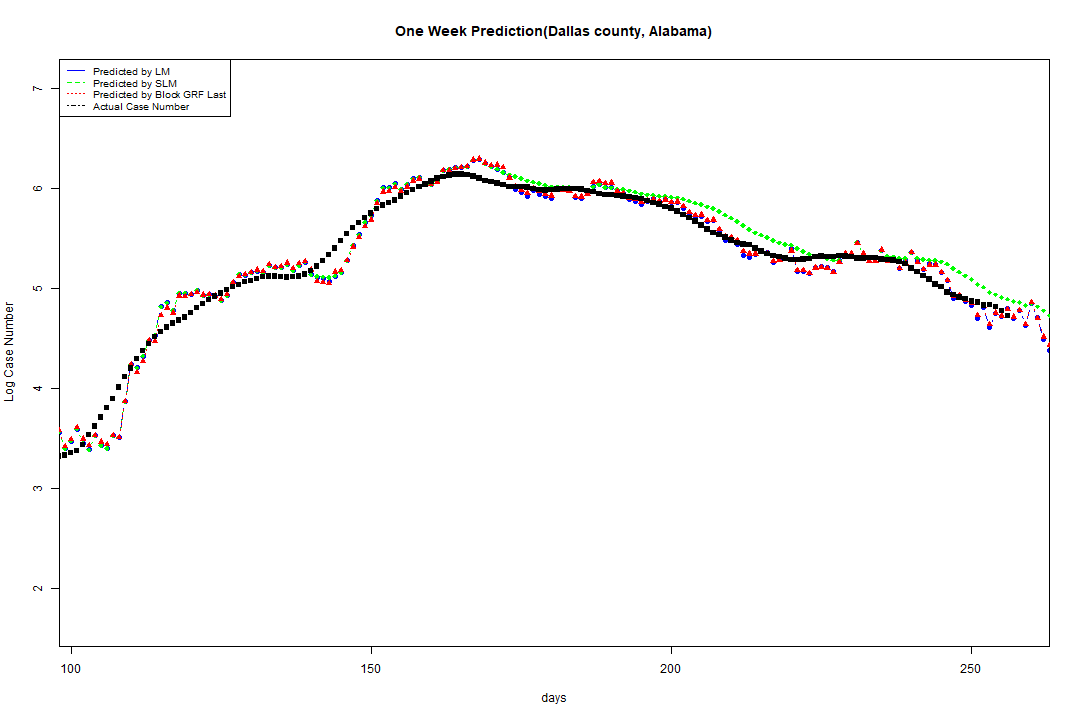 One Week Prediction(Dallas county, Alabama)
Predicted by LM
Predicted by SLM
Predicted by Block GRF Last
Actual Case Number
7
6
5
4
3
2
Log Case Number
100 150 200 250
days